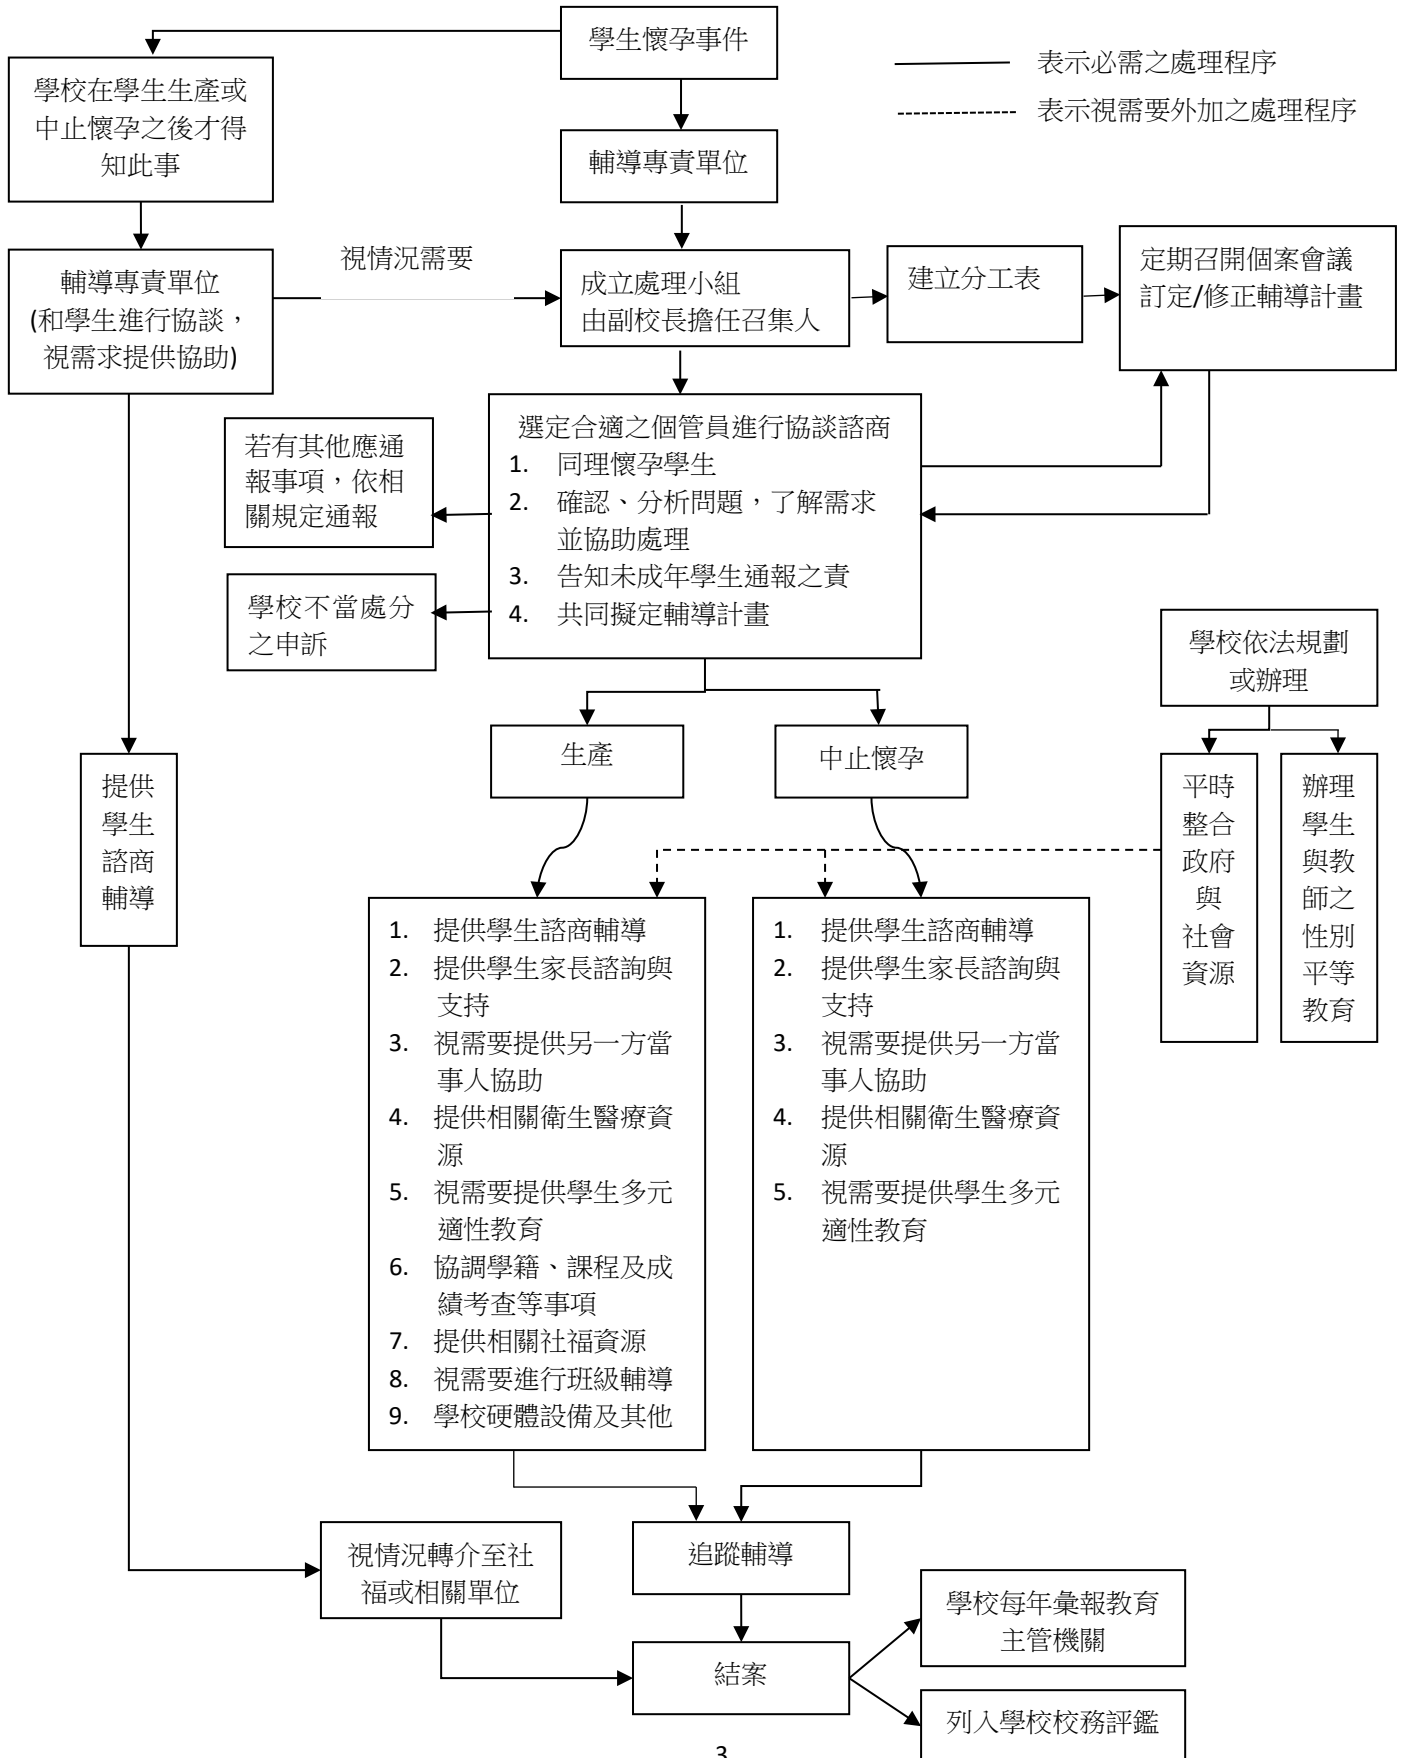 學生懷孕事件
表示必需之處理程序
表示視需要外加之處理程序
學校在學生生產或
中止懷孕之後才得
知此事
輔導專責單位
輔導專責單位
(和學生進行協談，
視需求提供協助)
視情況需要
成立處理小組
由副校長擔任召集人
建立分工表
定期召開個案會議
訂定/修正輔導計畫
若有其他應通
報事項，依相
關規定通報
學校不當處分
之申訴
選定合適之個管員進行協談諮商
1. 同理懷孕學生
2. 確認、分析問題，了解需求
並協助處理
3. 告知未成年學生通報之責
4. 共同擬定輔導計畫
學校依法規劃
或辦理
生產
中止懷孕
提供
學生
諮商
輔導
平時
整合
政府
與
社會
資源
辦理
學生
與教
師之
性別
平等
教育
1. 提供學生諮商輔導
2. 提供學生家長諮詢與
支持
3. 視需要提供另一方當
事人協助
4. 提供相關衛生醫療資
源
5. 視需要提供學生多元
適性教育
6. 協調學籍、課程及成
績考查等事項
7. 提供相關社福資源
8. 視需要進行班級輔導
9. 學校硬體設備及其他
1. 提供學生諮商輔導
2. 提供學生家長諮詢與
支持
3. 視需要提供另一方當
事人協助
4. 提供相關衛生醫療資
源
5. 視需要提供學生多元
適性教育
視情況轉介至社
福或相關單位
追蹤輔導
結案
學校每年彙報教育
主管機關
列入學校校務評鑑
3